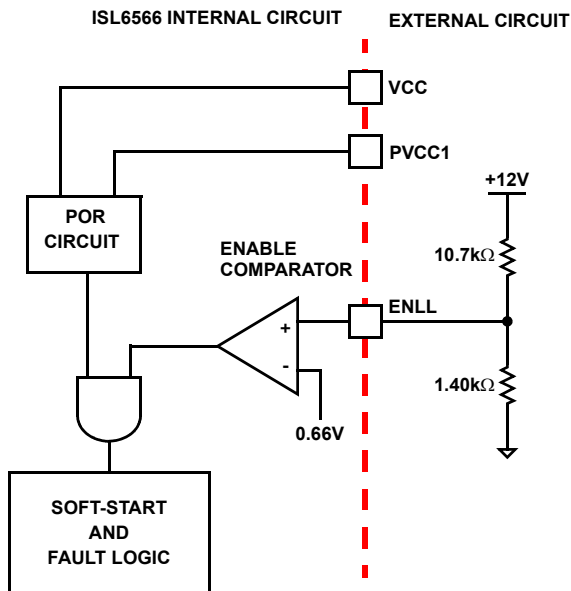 ISL6566 INTERNAL CIRCUIT
EXTERNAL CIRCUIT
VCC
PVCC1
+12V
POR
CIRCUIT
10.7kΩ
ENABLE
COMPARATOR
ENLL
+
-
1.40kΩ
0.66V
SOFT-START
AND
FAULT LOGIC